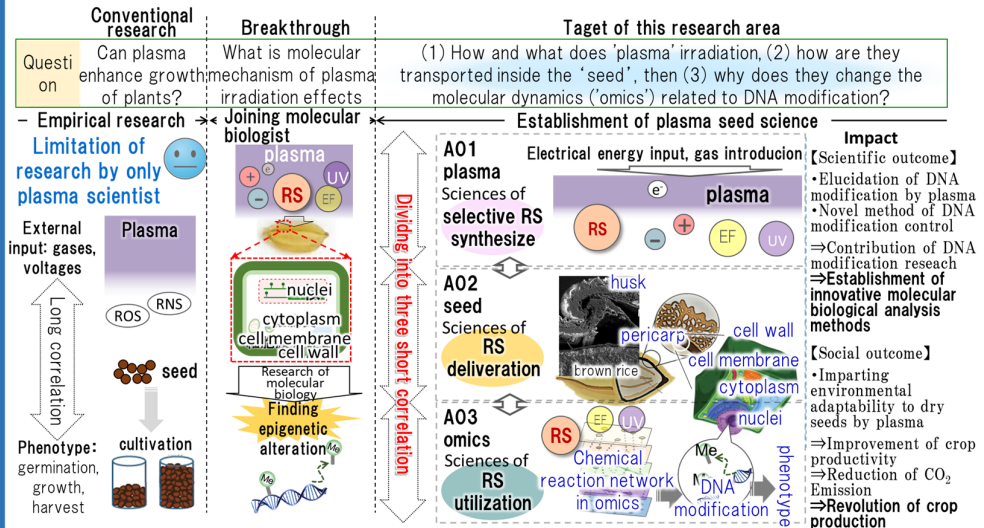 Conventional
research
Breakthrough
Taget of this research area
Questi
on
Can plasma
enhance growth
of plants?
What is molecular
mechanism of plasma
irradiation effects
(1) How and what does 'plasma' irradiation, (2) how are they
transported inside the ‘seed’, then (3) why does they change the
molecular dynamics ('omics') related to DNA modification?
Empirical research
Joining molecular
biologist
Establishment of plasma seed science
Limitation of
research by only
plasma scientist
External
input: gases,
voltages
Plasma
ROS
RNS
Long correlation
seed
Phenotype:
germination,
growth,
harvest
cultivation
plasma
+
e-
−
RS
UV
EF
nuclei
cytoplasm
cell membrane
cell wall
Research of
molecular
biology
Finding
epigenetic
alteration
Me
Me
Dividng into three short correlation
A01
plasma
Sciences of
selective RS
synthesize
Electrical energy input, gas introducion
e-
plasma
RS
−
+
EF
UV
A02
seed
Sciences of
RS
deliveration
husk
pericarp
brown rice
cell wall
cell membrane
cytoplasm
nuclei
A03
omics
Sciences of
RS
utilization
RS
EF
UV
Chemical
reaction network
in omics
Me
M
DNA
modification
phenotype
Impact
【Scientific outcome】
・Elucidation of DNA
modification by plasma
・Novel method of DNA
modification control
⇒Contribution of DNA
modification reseach
⇒Establishment of
innovative molecular
biological analysis
methods
【Social outcome】
・Imparting
environmental
adaptability to dry
seeds by plasma
⇒Improvement of crop
productivity
⇒Reduction of CO2
Emission
⇒Revolution of crop
production